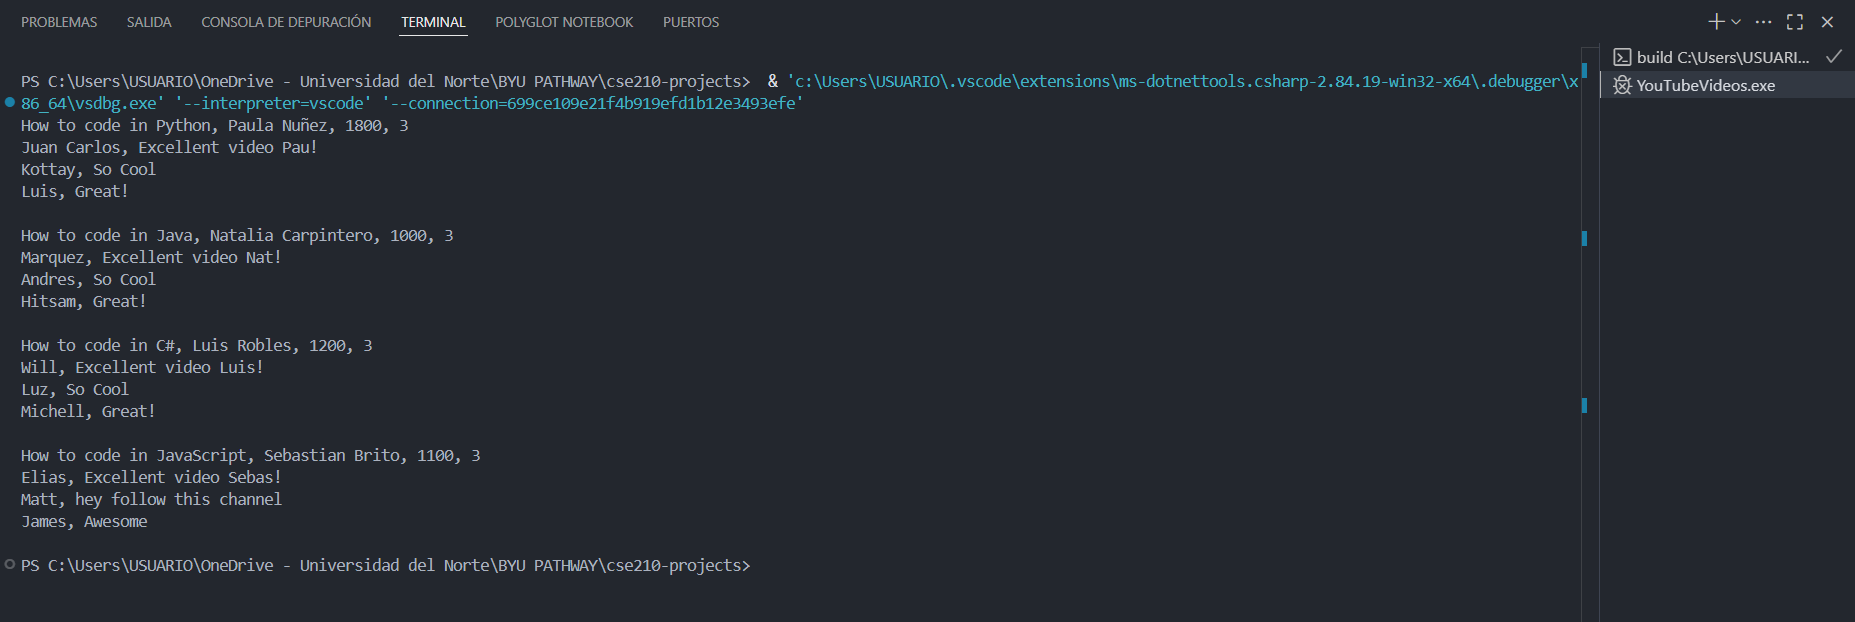 PROBLEMAS SALIDA CONSOLA DE DEPURACIÓN TERMINAL POLYGLOT NOTEBOOK PUERTOS
build C:\Users\USUARI... 
YouTubeVideos.exe
PS C:\Users\USUARIO\OneDrive - Universidad del Norte\BYU PATHWAY\cse210-projects>  & 'c:\Users\USUARIO\.vscode\extensions\ms-dotnettools.csharp-2.84.19-win32-x64\.debugger\x
86_64\vsdbg.exe' '--interpreter=vscode' '--connection=699ce109e21f4b919efd1b12e3493efe'
How to code in Python, Paula Nuñez, 1800, 3
Juan Carlos, Excellent video Pau!
Kottay, So Cool
Luis, Great!
How to code in Java, Natalia Carpintero, 1000, 3
Marquez, Excellent video Nat!
Andres, So Cool
Hitsam, Great!
How to code in C#, Luis Robles, 1200, 3
Will, Excellent video Luis!
Luz, So Cool
Michell, Great!
How to code in JavaScript, Sebastian Brito, 1100, 3
Elias, Excellent video Sebas!
Matt, hey follow this channel
James, Awesome
PS C:\Users\USUARIO\OneDrive - Universidad del Norte\BYU PATHWAY\cse210-projects>